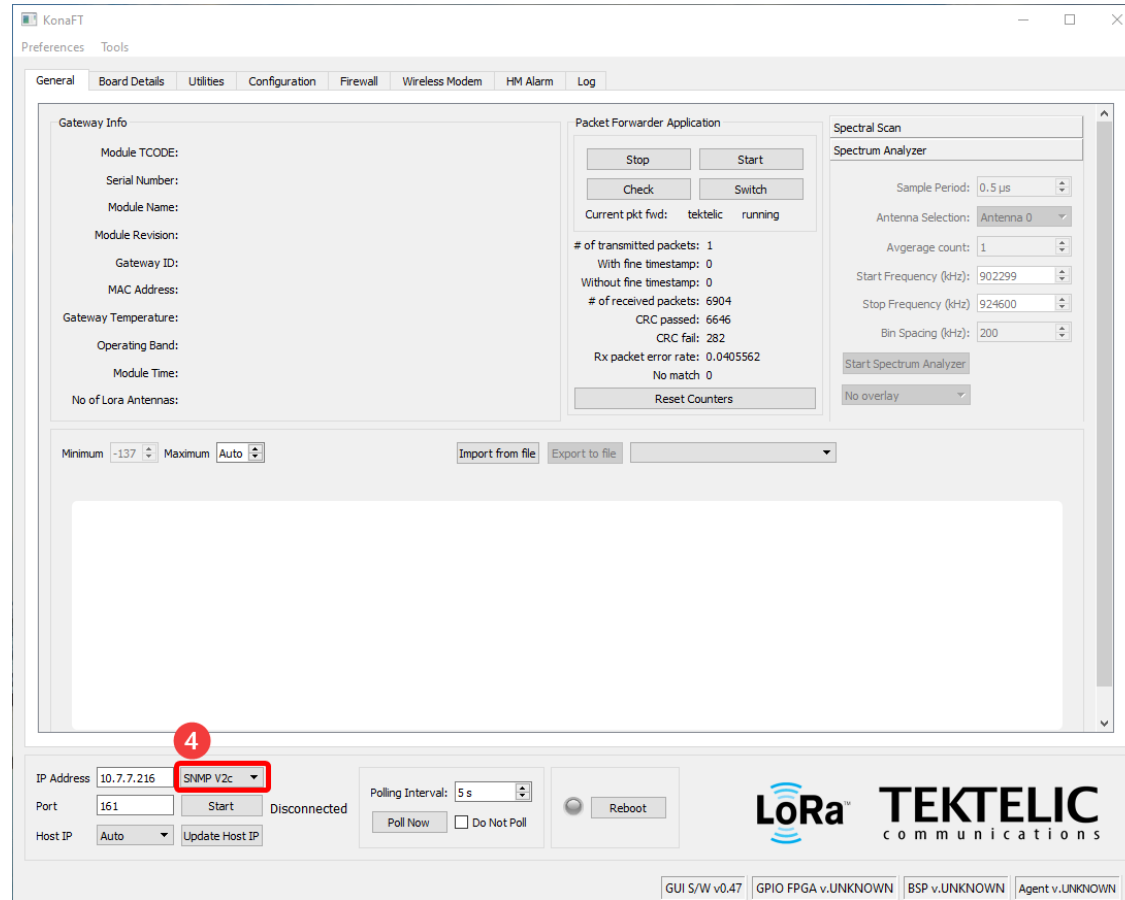 KonaFT
Preferences Tools
General Board Details Utilities Configuration Firewall Wireless Modem HM Alarm Log
Gateway Info
Module TCODE:
Serial Number:
Module Name:
Module Revision:
Gateway ID:
MAC Address:
Gateway Temperature:
Operating Band:
Module Time:
No of Lora Antennas:
Packet Forwarder Application
Stop Start
Check Switch
Current pkt fwd: tektelic running
# of transmitted packets: 1
With fine timestamp: 0
Without fine timestamp: 0
# of received packets: 6904
CRC passed: 6646
CRC fail: 282
Rx packet error rate: 0.0405562
No match 0
Reset Counters
Spectral Scan
Spectrum Analyzer
Sample Period: 0.5 µs
Antenna Selection: Antenna 0
Avgerage count: 1
Start Frequency (kHz): 902299
Stop Frequency (kHz) 924600
Bin Spacing (kHz): 200
Start Spectrum Analyzer
No overlay
Minimum -137 Maximum Auto Import from file Export to file
4
IP Address 10.7.7.216 SNMP V2c
Port 161 Start Disconnected
Host IP Auto Update Host IP
Polling Interval: 5 s
Poll Now Do Not Poll
Reboot
LoRa™
TEKTELIC
communications
GUI S/W v0.47 GPIO FPGA v.UNKNOWN BSP v.UNKNOWN Agent v.UNKNOWN